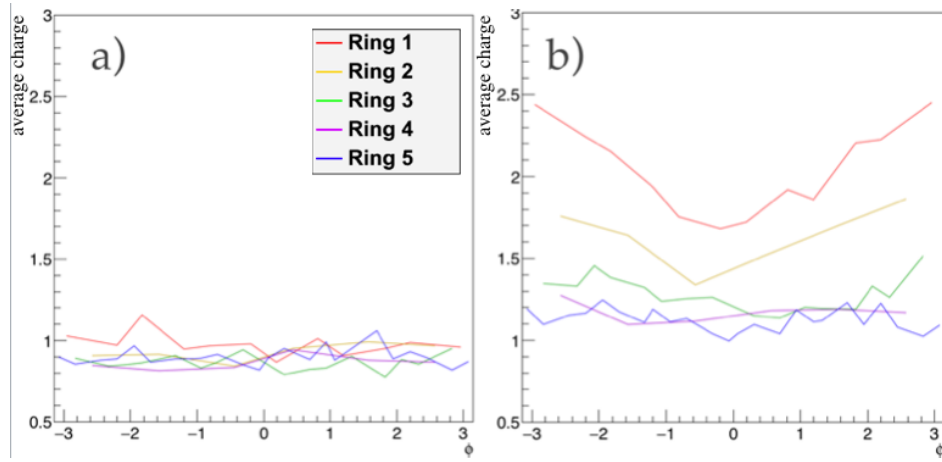 average charge
a)
3
2.5
2
1.5
1
0.5
−3 −2 −1 0 1 2 3
ϕ
Ring 1
Ring 2
Ring 3
Ring 4
Ring 5
average charge
b)
3
2.5
2
1.5
1
0.5
−3 −2 −1 0 1 2 3
ϕ